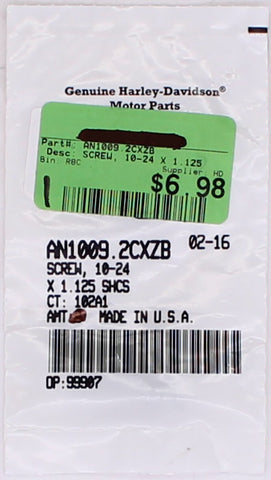 Genuine Harley-Davidson®
Motor Parts
Part#: AN1009.2CXZB
Desc: SCREW, 10-24 X 1.125
Bin: RBC
Supplier: HD
$6.98
AN1009.2CXZB 02-16
SCREW, 10-24
X 1.125 SHCS
CT: 102A1
AMT MADE IN U.S.A.
OP:99907